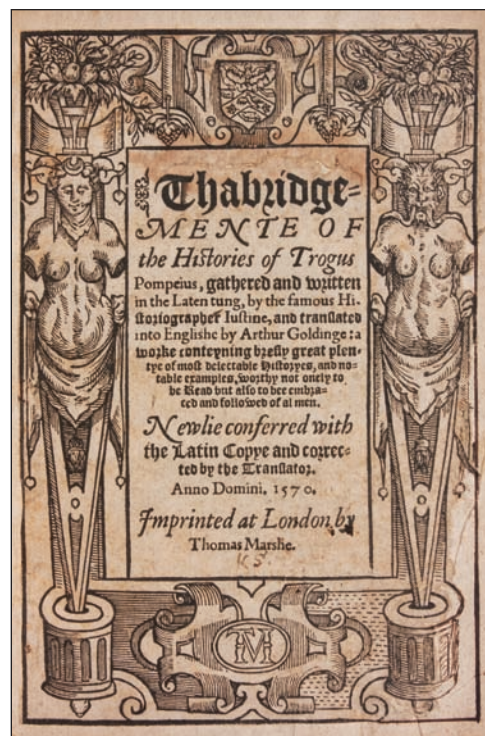 Thabridge-
MENTE OF
the Histories of Trogus
Pompeius, gathered and written
in the Laten tung, by the famous Hi-
storiographer Iustine, and translated
into Englishe by Arthur Goldinge: a
worke conteyning brefly great plen-
tye of most delectable Historyes, and no-
table examples, worthy not onely to
be Read but also to bee embra-
ced and followed of al men.
Newlie conferred with
the Latin Copye and correc-
ted by the Translator.
Anno Domini. 1570.
Imprinted at London by
Thomas Marshe.
TM